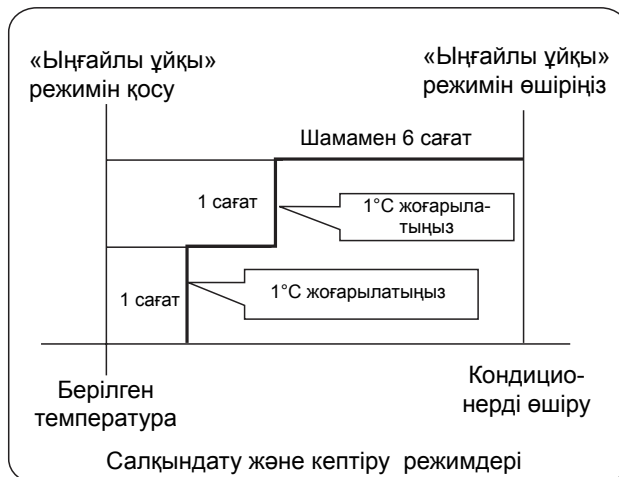 «Ыңғайлы ұйқы»
режимін қосу
«Ыңғайлы ұйқы»
режимін өшіріңіз
Шамамен 6 сағат
1 сағат
1°C жоғарыла-
тыңыз
1 сағат
1°C жоғарылатыңыз
Берілген
температура
Кондицио-
нерді өшіру
Салқындату және кептіру режимдері